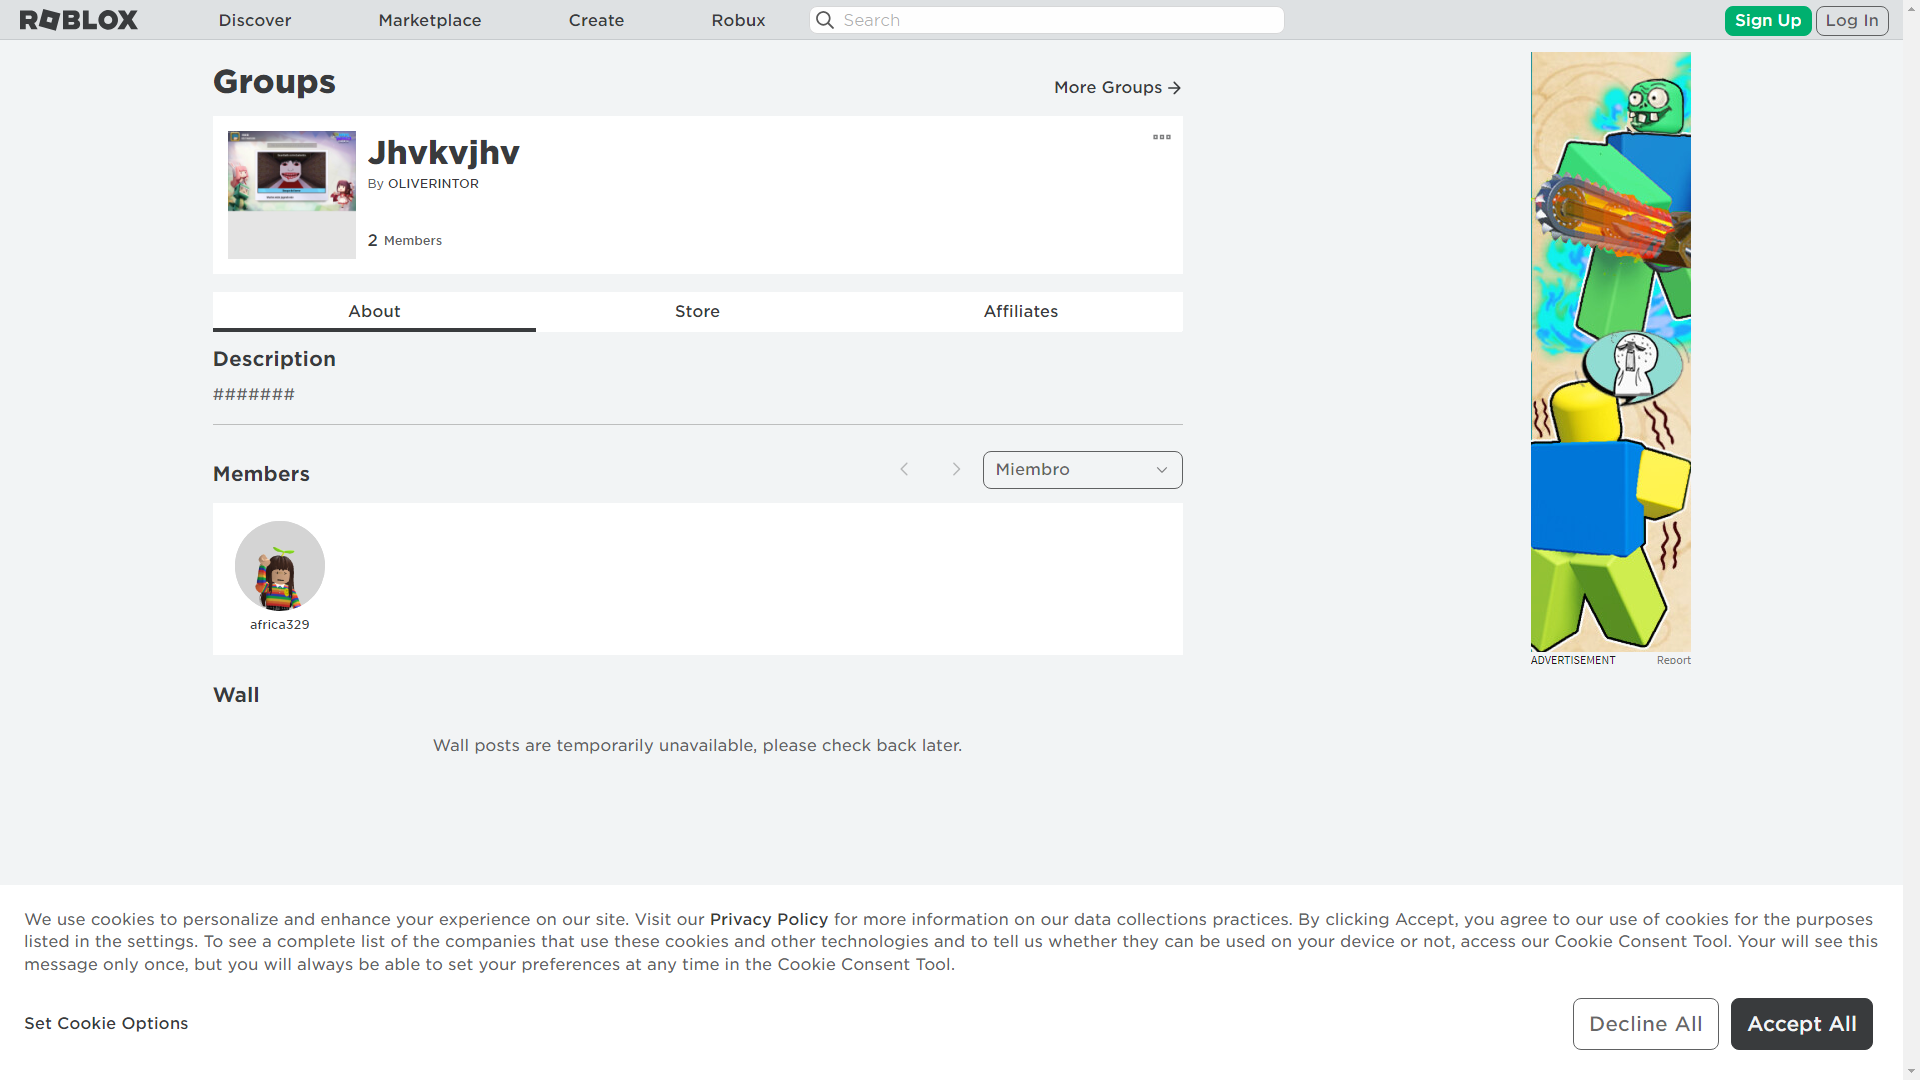 ROBLOX
Discover
Marketplace
Create
Robux
Search
Sign Up
Log In
Groups
More Groups
Jhvkvjhv
By OLIVERINTOR
2 Members
About
Store
Affiliates
Description
#######
Members
Miembro
africa329
Wall
Wall posts are temporarily unavailable, please check back later.
ADVERTISEMENT
Report
We use cookies to personalize and enhance your experience on our site. Visit our Privacy Policy for more information on our data collections practices. By clicking Accept, you agree to our use of cookies for the purposes
listed in the settings. To see a complete list of the companies that use these cookies and other technologies and to tell us whether they can be used on your device or not, access our Cookie Consent Tool. Your will see this
message only once, but you will always be able to set your preferences at any time in the Cookie Consent Tool.
Set Cookie Options
Decline All
Accept All